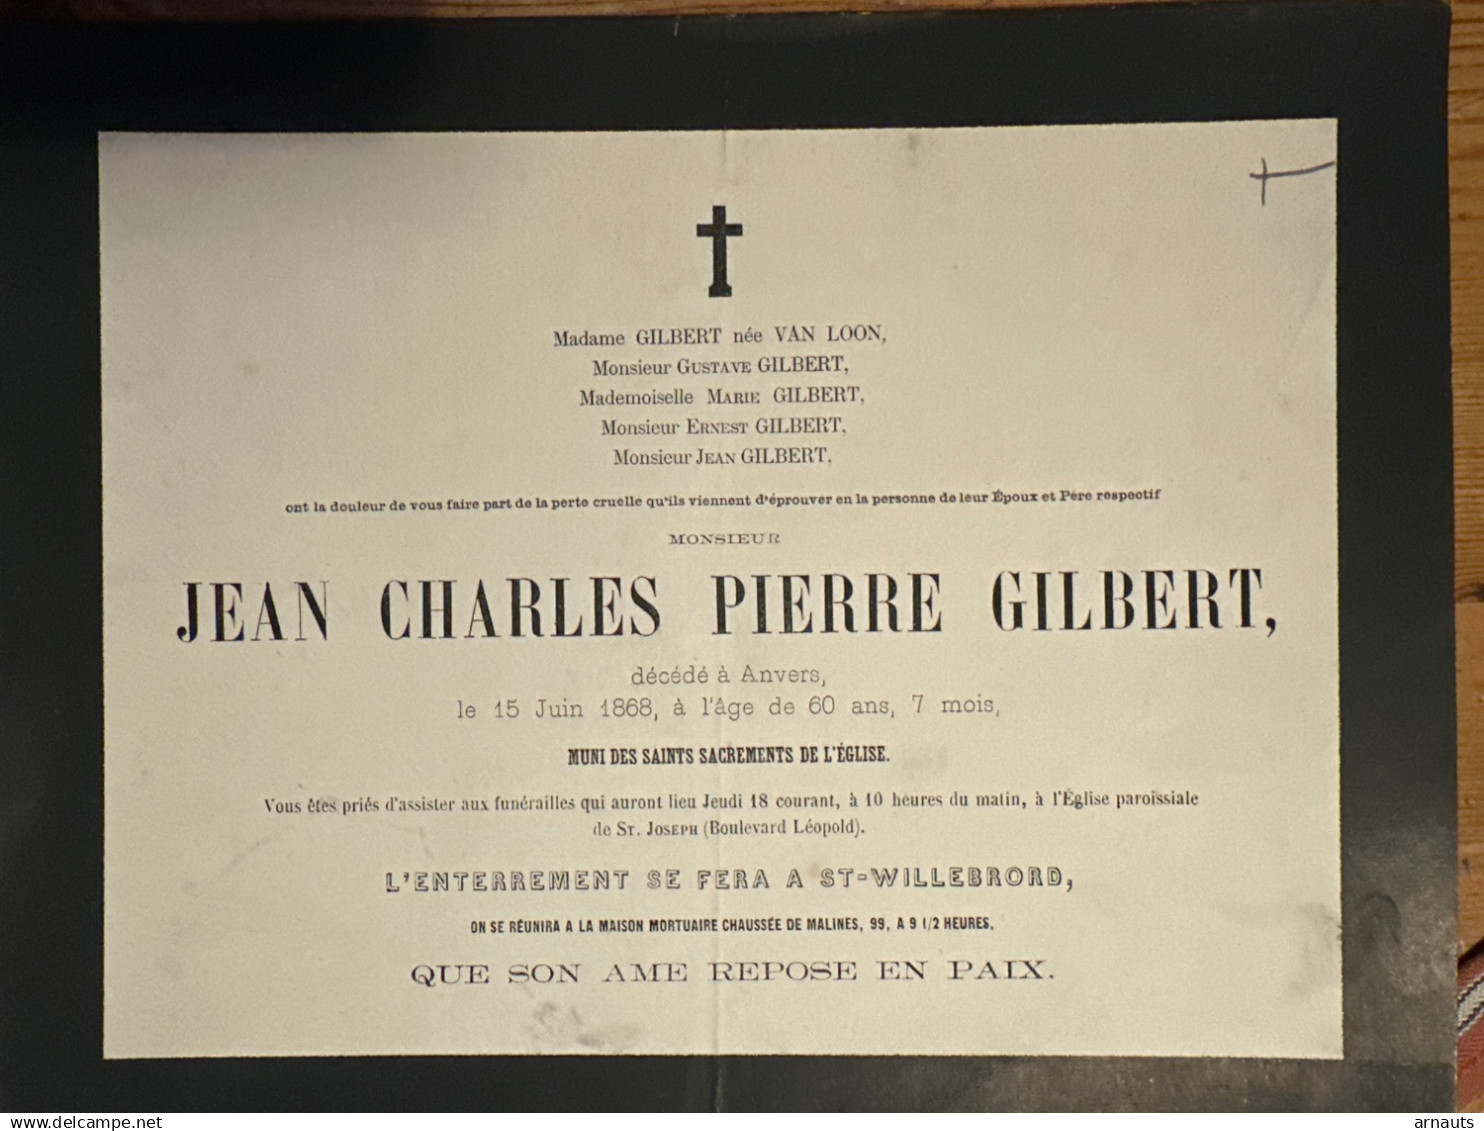 Madame GILBERT née VAN LOON,
Monsieur GUSTAVE GILBERT,
Mademoiselle MARIE GILBERT,
Monsieur ERNEST GILBERT,
Monsieur JEAN GILBERT,
ont la douleur de vous faire part de la perte cruelle qu'ils viennent d'éprouver en la personne de leur Époux et Père respectif
MONSIEUR
JEAN CHARLES PIERRE GILBERT,
décédé à Anvers,
le 15 Juin 1868, à l'âge de 60 ans, 7 mois,
MUNI DES SAINTS SACREMENTS DE L'ÉGLISE.
Vous êtes priés d'assister aux funérailles qui auront lieu Jeudi 18 courant, à 10 heures du matin, à l'Église paroissiale
de ST. JOSEPH (Boulevard Léopold).
L'ENTERREMENT SE FERA A ST-WILLEBRORD,
ON SE RÉUNIRA A LA MAISON MORTUAIRE CHAUSSÉE DE MALINES, 99, A 9 1/2 HEURES.
QUE SON AME REPOSE EN PAIX.
www.delcampe.net
arnauts